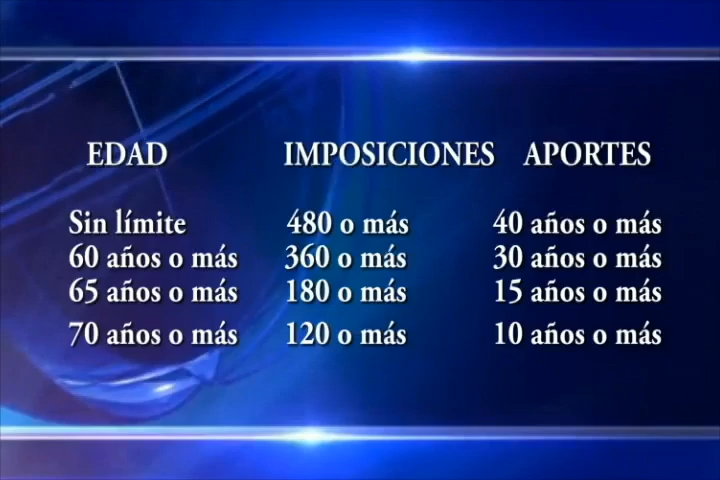 EDAD IMPOSICIONES APORTES
Sin límite 480 o más 40 años o más
60 años o más 360 o más 30 años o más
65 años o más 180 o más 15 años o más
70 años o más 120 o más 10 años o más